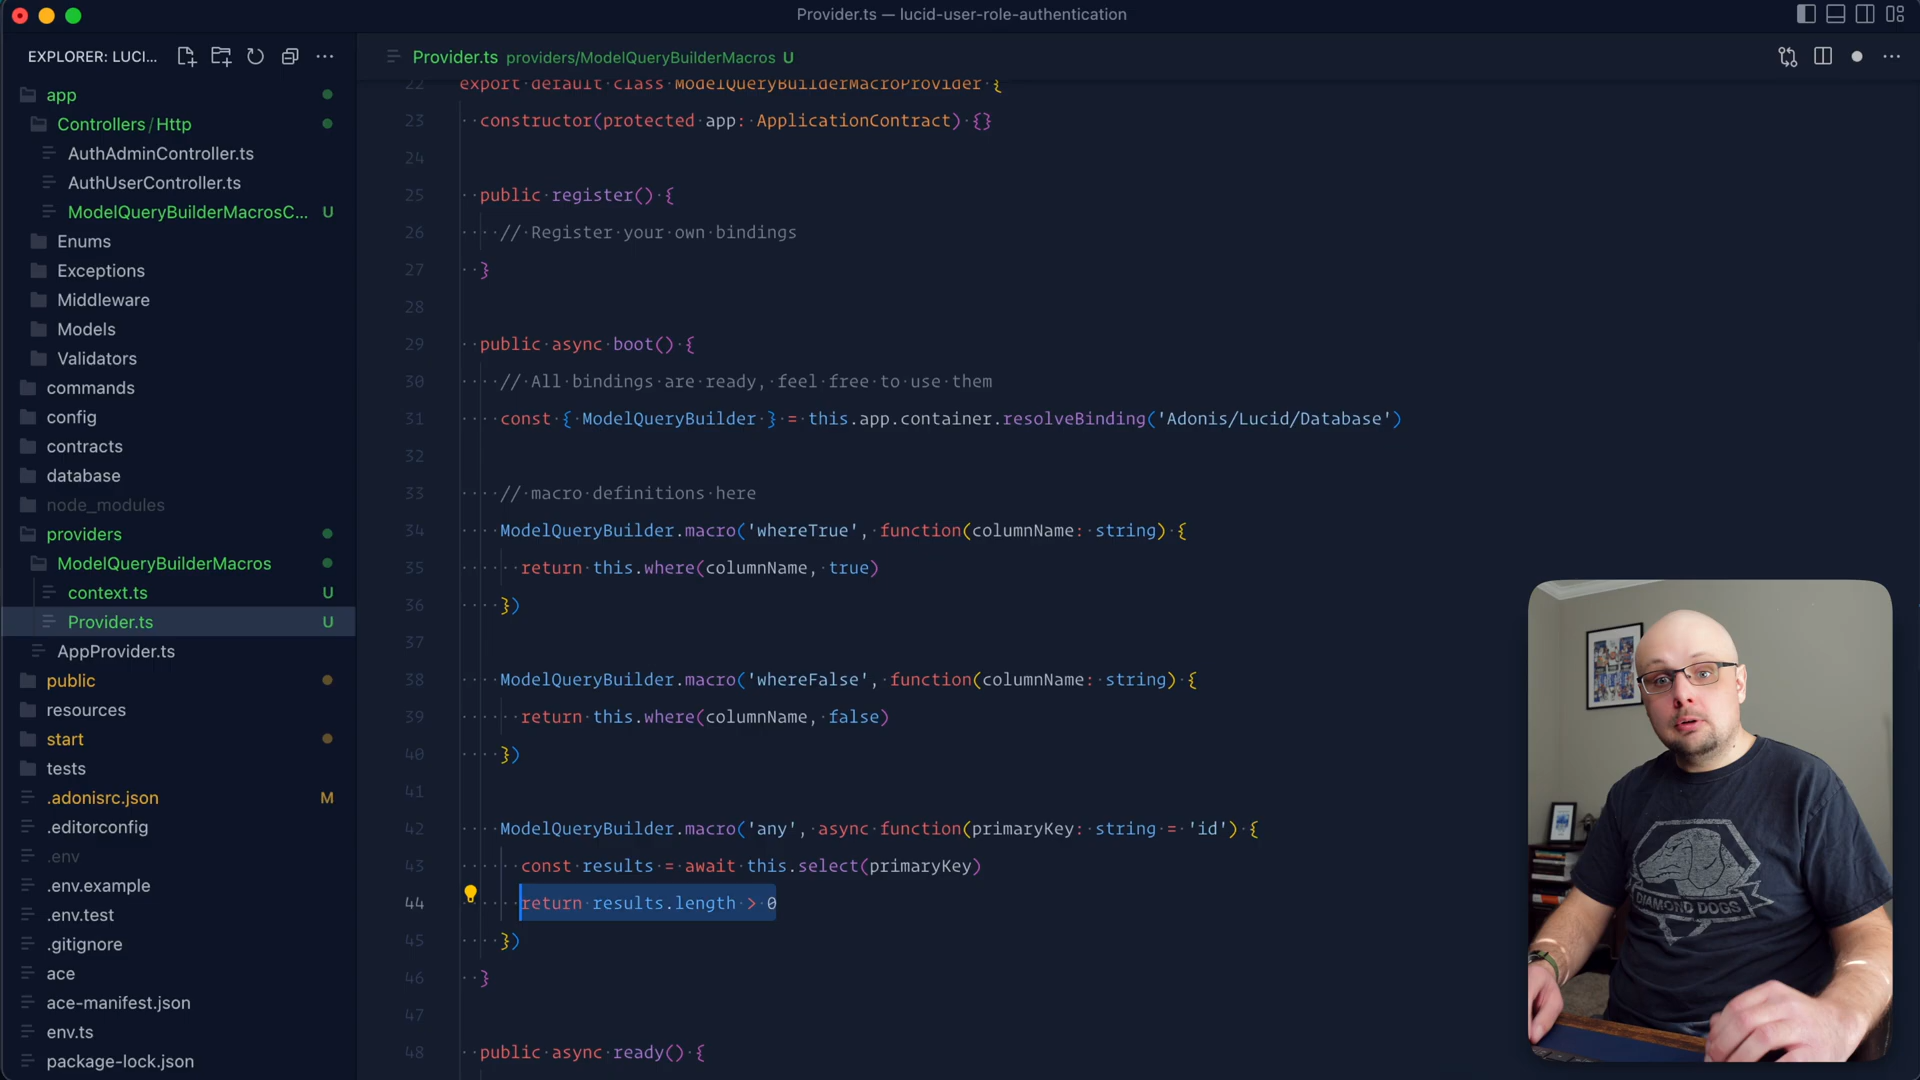 Provider.ts — lucid-user-role-authentication
EXPLORER: LUCI...
app
Controllers/Http
AuthAdminController.ts
AuthUserController.ts
ModelQueryBuilderMacrosC... U
Enums
Exceptions
Middleware
Models
Validators
commands
config
contracts
database
node_modules
providers
ModelQueryBuilderMacros
context.ts U
Provider.ts U
AppProvider.ts
public
resources
start
tests
.adonisrc.json M
.editorconfig
.env
.env.example
.env.test
.gitignore
ace
ace-manifest.json
env.ts
package-lock.json
Provider.ts providers/ModelQueryBuilderMacros U
22 export default class ModelQueryBuilderMacroProvider {
23 constructor(protected app: ApplicationContract) {}
24
25 public register() {
26 // Register your own bindings
27 }
28
29 public async boot() {
30 // All bindings are ready, feel free to use them
31 const { ModelQueryBuilder } = this.app.container.resolveBinding('Adonis/Lucid/Database')
32
33 // macro definitions here
34 ModelQueryBuilder.macro('whereTrue', function(columnName: string) {
35 return this.where(columnName, true)
36 })
37
38 ModelQueryBuilder.macro('whereFalse', function(columnName: string) {
39 return this.where(columnName, false)
40 })
41
42 ModelQueryBuilder.macro('any', async function(primaryKey: string = 'id') {
43 const results = await this.select(primaryKey)
44 return results.length > 0
45 })
46 }
47
48 public async ready() {
DIAMOND DOGS